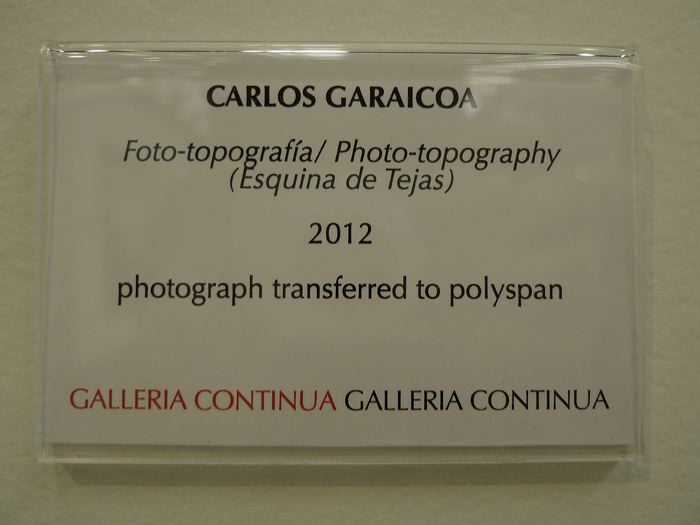 CARLOS GARAICOA
Foto-topografía/ Photo-topography
(Esquina de Tejas)
2012
photograph transferred to polyspan
GALLERIA CONTINUA GALLERIA CONTINUA